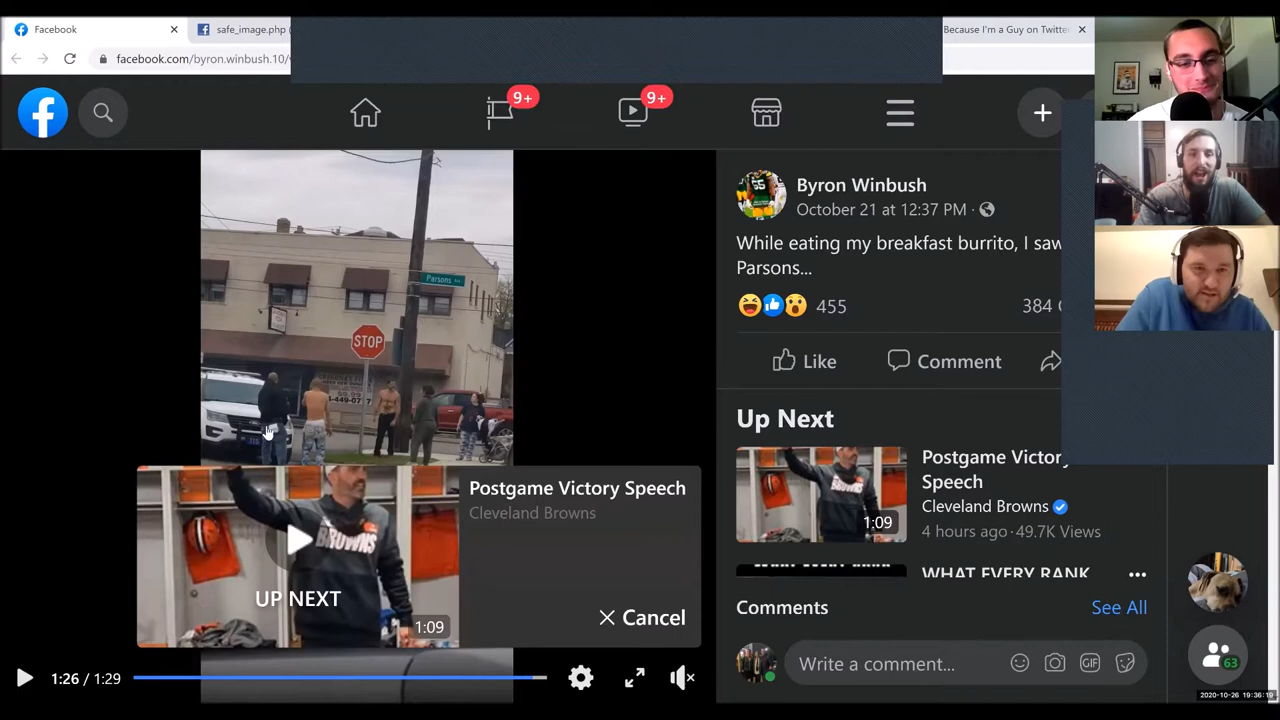 Facebook
safe_image.php (
Because I'm a Guy on Twitte
facebook.com/byron.winbush.10/
9+
9+
Byron Winbush
October 21 at 12:37 PM ·
While eating my breakfast burrito, I saw
Parsons...
455
384
Like
Comment
Parsons
STOP
Up Next
Postgame Victory
Speech
Cleveland Browns
4 hours ago · 49.7K Views
1:09
Postgame Victory Speech
Cleveland Browns
BROWNS
UP NEXT
1:09
Cancel
WHAT EVERY RANK
Comments
See All
Write a comment...
GIF
63
1:26 / 1:29
2020-10-26 19:36:19